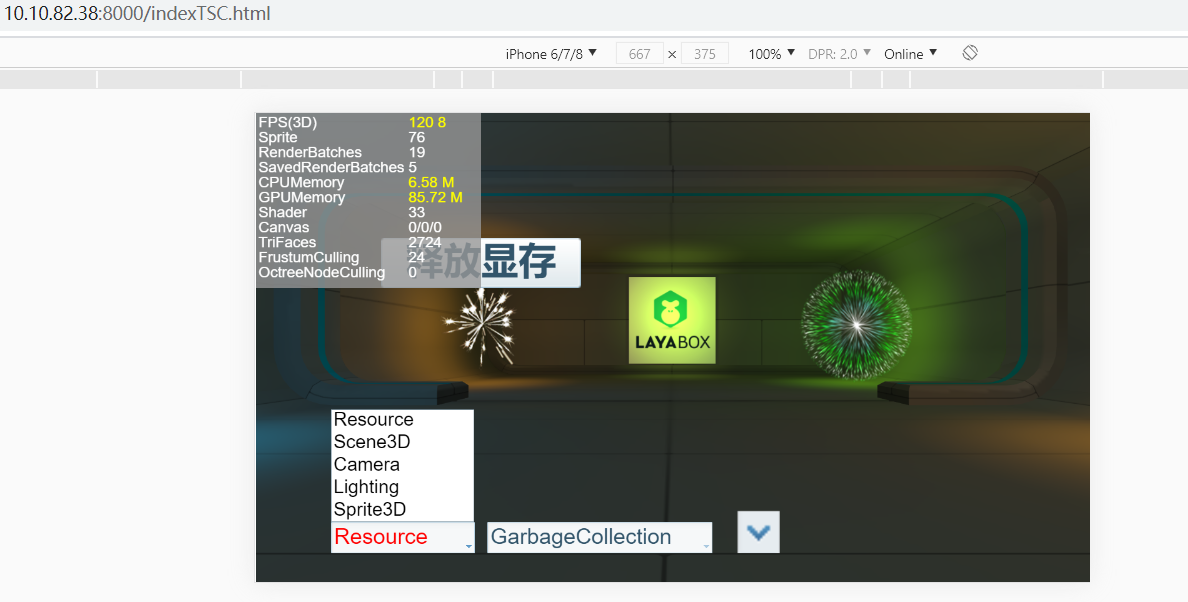 10.10.82.38:8000/indexTSC.html
iPhone 6/7/8 ▼ 667 × 375 100% ▼ DPR: 2.0 ▼ Online ▼
FPS(3D) 120 8
Sprite 76
RenderBatches 19
SavedRenderBatches 5
CPUMemory 6.58 M
GPUMemory 85.72 M
Shader 33
Canvas 0/0/0
TriFaces 2724
FrustumCulling 24
OctreeNodeCulling 0
释放显存
LAYABOX
Resource
Scene3D
Camera
Lighting
Sprite3D
Resource GarbageCollection